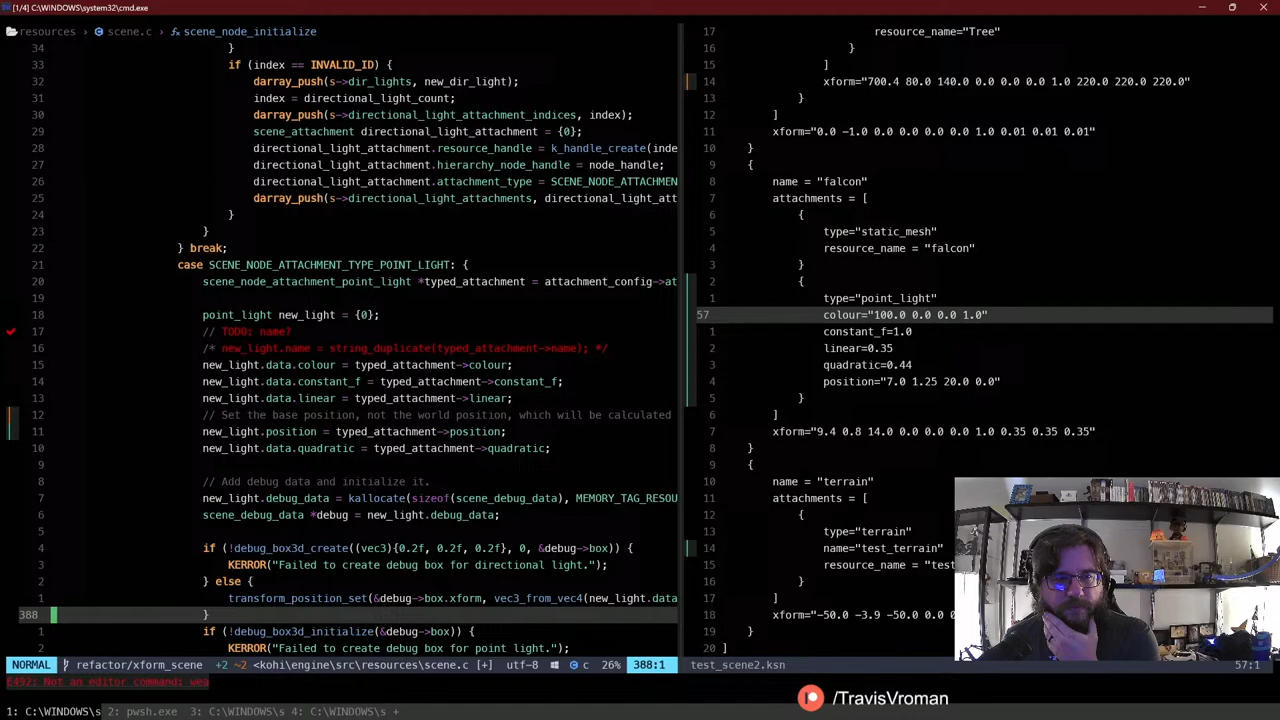 [1/4] C:\WINDOWS\system32\cmd.exe
resources > scene.c > scene_node_initialize
34 }
33 if (index == INVALID_ID) {
32 darray_push(s->dir_lights, new_dir_light);
31 index = directional_light_count;
30 darray_push(s->directional_light_attachment_indices, index);
29 scene_attachment directional_light_attachment = {0};
28 directional_light_attachment.resource_handle = k_handle_create(inde
27 directional_light_attachment.hierarchy_node_handle = node_handle;
26 directional_light_attachment.attachment_type = SCENE_NODE_ATTACHMEN
25 darray_push(s->directional_light_attachments, directional_light_att
24 }
23 }
22 } break;
21 case SCENE_NODE_ATTACHMENT_TYPE_POINT_LIGHT: {
20 scene_node_attachment_point_light *typed_attachment = attachment_config->at
19
18 point_light new_light = {0};
17 // TODO: name?
16 /* new_light.name = string_duplicate(typed_attachment->name); */
15 new_light.data.colour = typed_attachment->colour;
14 new_light.data.constant_f = typed_attachment->constant_f;
13 new_light.data.linear = typed_attachment->linear;
12 // Set the base position, not the world position, which will be calculated
11 new_light.position = typed_attachment->position;
10 new_light.data.quadratic = typed_attachment->quadratic;
9
8 // Add debug data and initialize it.
7 new_light.debug_data = kallocate(sizeof(scene_debug_data), MEMORY_TAG_RESOU
6 scene_debug_data *debug = new_light.debug_data;
5
4 if (!debug_box3d_create((vec3){0.2f, 0.2f, 0.2f}, 0, &debug->box)) {
3 KERROR("Failed to create debug box for directional light.");
2 } else {
1 transform_position_set(&debug->box.xform, vec3_from_vec4(new_light.data
388 }
1 if (!debug_box3d_initialize(&debug->box)) {
2 KERROR("Failed to create debug box for point light.");
17 resource_name="Tree"
16 }
15 ]
14 xform="700.4 80.0 140.0 0.0 0.0 0.0 1.0 220.0 220.0 220.0"
13 }
12 ]
11 xform="0.0 -1.0 0.0 0.0 0.0 0.0 1.0 0.01 0.01 0.01"
10 }
9 {
8 name = "falcon"
7 attachments = [
6 {
5 type="static_mesh"
4 resource_name = "falcon"
3 }
2 {
1 type="point_light"
57 colour="100.0 0.0 0.0 1.0"
1 constant_f=1.0
2 linear=0.35
3 quadratic=0.44
4 position="7.0 1.25 20.0 0.0"
5 }
6 ]
7 xform="9.4 0.8 14.0 0.0 0.0 0.0 1.0 0.35 0.35 0.35"
8 }
9 {
10 name = "terrain"
11 attachments = [
12 {
13 type="terrain"
14 name="test_terrain"
15 resource_name = "test
16 }
17 ]
18 xform="-50.0 -3.9 -50.0 0.0 0
19 }
20 ]
NORMAL refactor/xform_scene +2 ~2 <kohi\engine\src\resources\scene.c [+] utf-8 c 26% 388:1
test_scene2.ksn 57:1
E492: Not an editor command: wea
/TravisVroman
1: C:\WINDOWS\s 2: pwsh.exe 3: C:\WINDOWS\s 4: C:\WINDOWS\s +